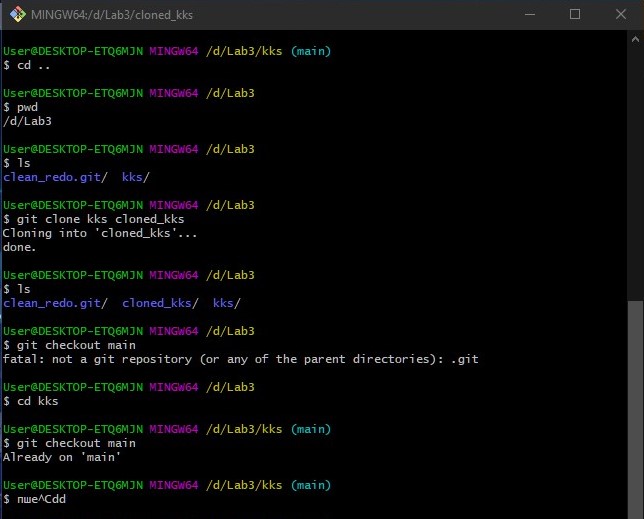 MINGW64:/d/Lab3/cloned_kks
User@DESKTOP-ETQ6MJN MINGW64 /d/Lab3/kks (main)
$ cd ..
User@DESKTOP-ETQ6MJN MINGW64 /d/Lab3
$ pwd
/d/Lab3
User@DESKTOP-ETQ6MJN MINGW64 /d/Lab3
$ ls
clean_redo.git/  kks/
User@DESKTOP-ETQ6MJN MINGW64 /d/Lab3
$ git clone kks cloned_kks
Cloning into 'cloned_kks'...
done.
User@DESKTOP-ETQ6MJN MINGW64 /d/Lab3
$ ls
clean_redo.git/  cloned_kks/  kks/
User@DESKTOP-ETQ6MJN MINGW64 /d/Lab3
$ git checkout main
fatal: not a git repository (or any of the parent directories): .git
User@DESKTOP-ETQ6MJN MINGW64 /d/Lab3
$ cd kks
User@DESKTOP-ETQ6MJN MINGW64 /d/Lab3/kks (main)
$ git checkout main
Already on 'main'
User@DESKTOP-ETQ6MJN MINGW64 /d/Lab3/kks (main)
$ пше^Cdd